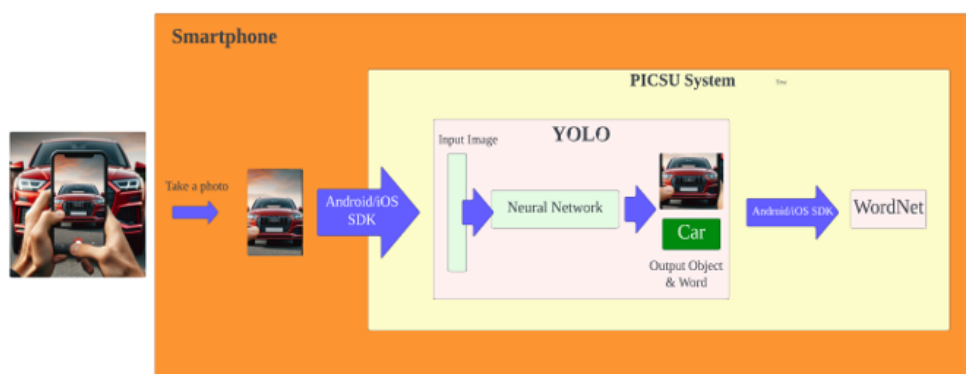 Smartphone
PICSU System
YOLO
Input Image
Take a photo
Android/iOS
SDK
Neural Network
Car
Output Object
& Word
Android/iOS SDK
WordNet